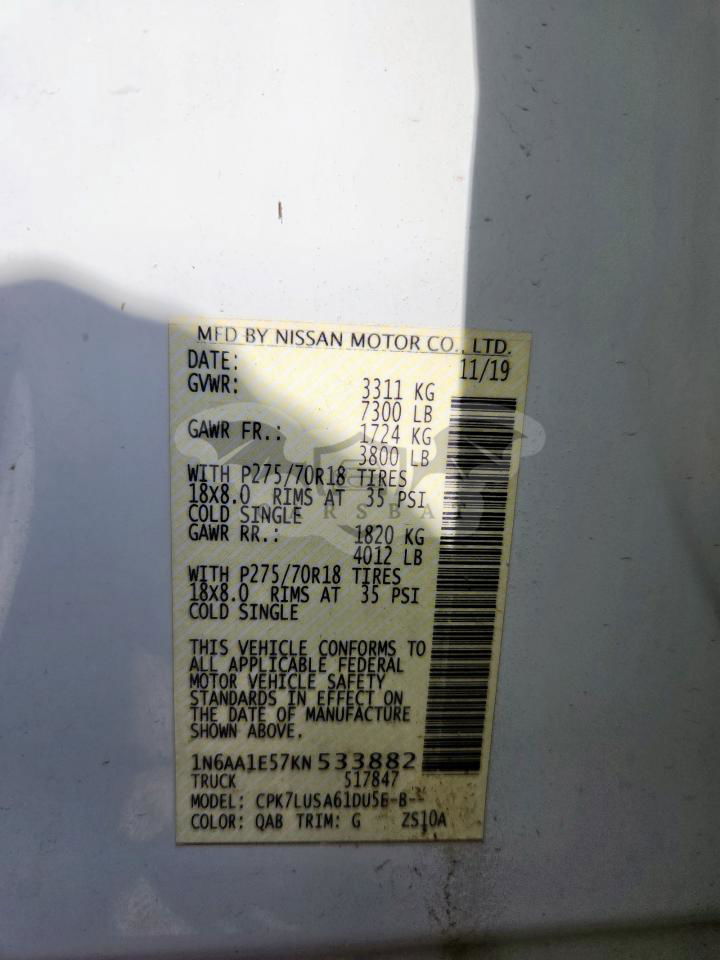 MFD BY NISSAN MOTOR CO., LTD.
DATE: 11/19
GVWR: 3311 KG
7300 LB
GAWR FR.: 1724 KG
3800 LB
WITH P275/70R18 TIRES
18X8.0 RIMS AT 35 PSI
COLD SINGLE
GAWR RR.: 1820 KG
4012 LB
WITH P275/70R18 TIRES
18X8.0 RIMS AT 35 PSI
COLD SINGLE
THIS VEHICLE CONFORMS TO
ALL APPLICABLE FEDERAL
MOTOR VEHICLE SAFETY
STANDARDS IN EFFECT ON
THE DATE OF MANUFACTURE
SHOWN ABOVE.
1N6AA1E57KN533882
TRUCK 517847
MODEL: CPK7LUSA61DU5E-B-
COLOR: QAB TRIM: G ZS10A